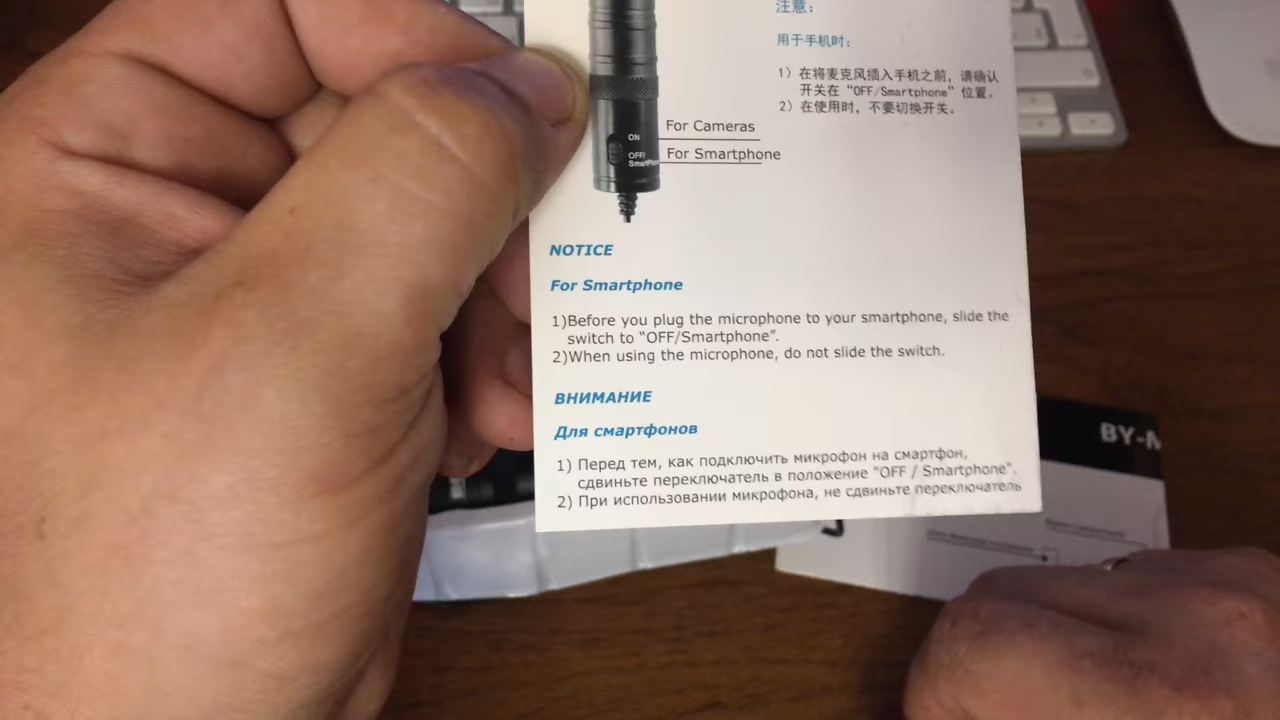 注意:
用于手机时:
1) 在将麦克风插入手机之前, 请确认
开关在 "OFF/Smartphone" 位置。
2) 在使用时, 不要切换开关。
For Cameras
ON
For Smartphone
OFF/
SmartPhone
NOTICE
For Smartphone
1)Before you plug the microphone to your smartphone, slide the
switch to "OFF/Smartphone".
2)When using the microphone, do not slide the switch.
ВНИМАНИЕ
Для смартфонов
1) Перед тем, как подключить микрофон на смартфон,
сдвиньте переключатель в положение "OFF / Smartphone".
2) При использовании микрофона, не сдвиньте переключатель
BY-